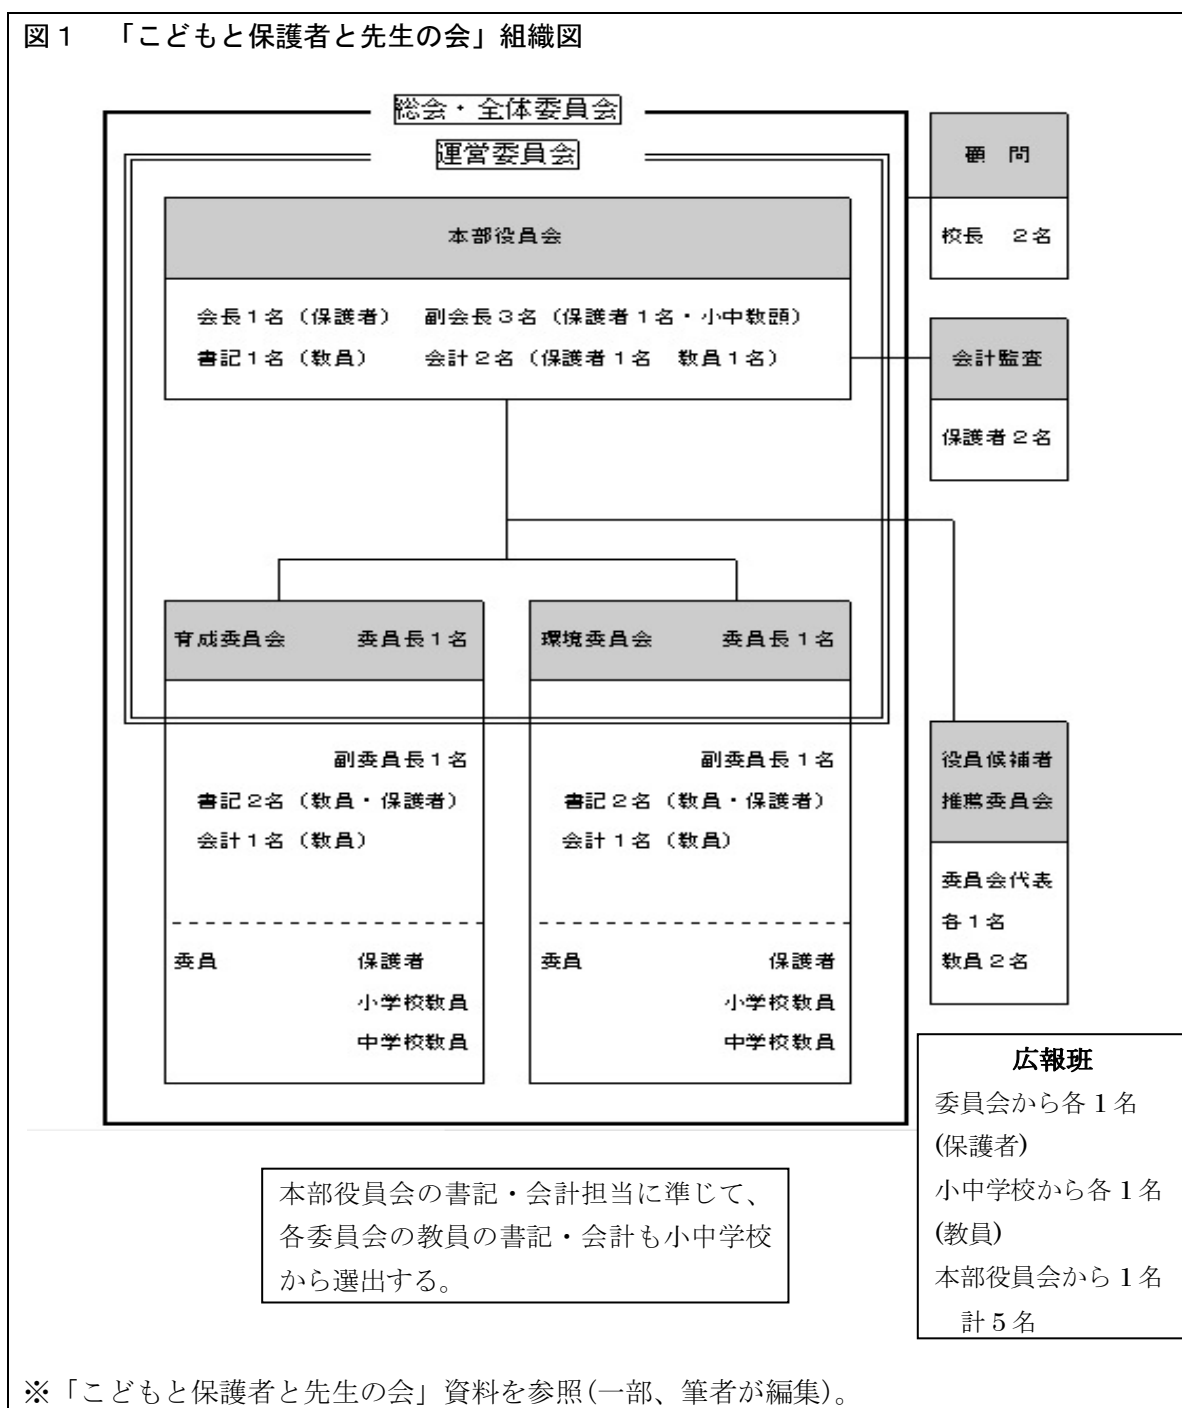 図1 「こどもと保護者と先生の会」組織図
総会・全体委員会
運営委員会
本部役員会
会長1名（保護者） 副会長3名（保護者1名・小中教頭）
書記1名（教員） 会計2名（保護者1名 教員1名）
顧問
校長 2名
会計監査
保護者2名
育成委員会 委員長1名
副委員長1名
書記2名（教員・保護者）
会計1名（教員）
委員 保護者
小学校教員
中学校教員
環境委員会 委員長1名
副委員長1名
書記2名（教員・保護者）
会計1名（教員）
委員 保護者
小学校教員
中学校教員
役員候補者
推薦委員会
委員会代表
各1名
教員2名
広報班
委員会から各1名
(保護者)
小中学校から各1名
(教員)
本部役員会から1名
計5名
本部役員会の書記・会計担当に準じて、
各委員会の教員の書記・会計も小中学校
から選出する。
※「こどもと保護者と先生の会」資料を参照(一部、筆者が編集)。